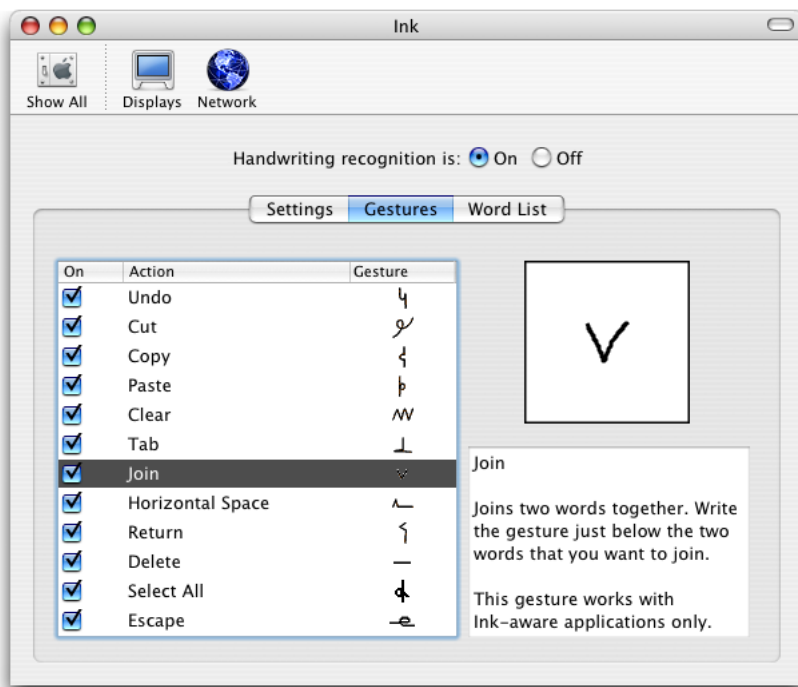 Ink
Show All Displays Network
Handwriting recognition is: On Off
Settings Gestures Word List
On Action Gesture
Undo
Cut
Copy
Paste
Clear
Tab
Join
Horizontal Space
Return
Delete
Select All
Escape
Join
Joins two words together. Write
the gesture just below the two
words that you want to join.
This gesture works with
Ink-aware applications only.